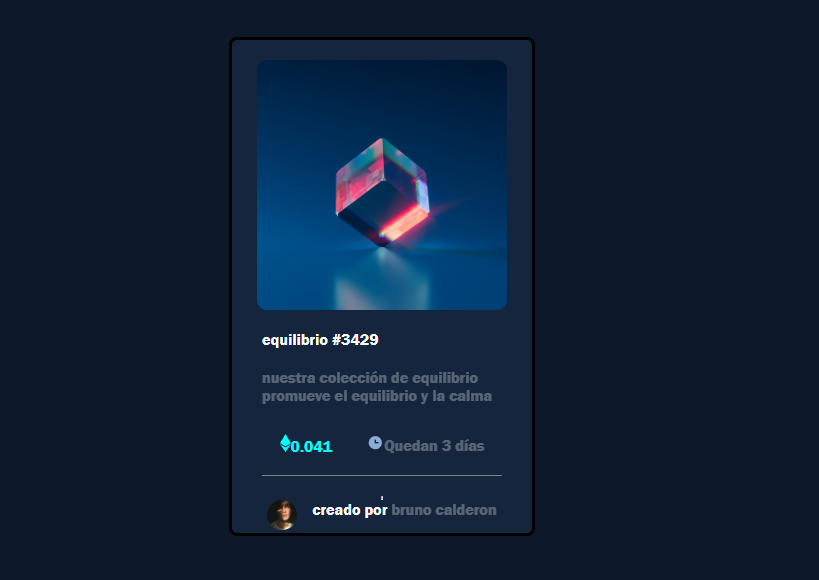 equilibrio #3429
nuestra colección de equilibrio
promueve el equilibrio y la calma
0.041 Quedan 3 días
creado por bruno calderon